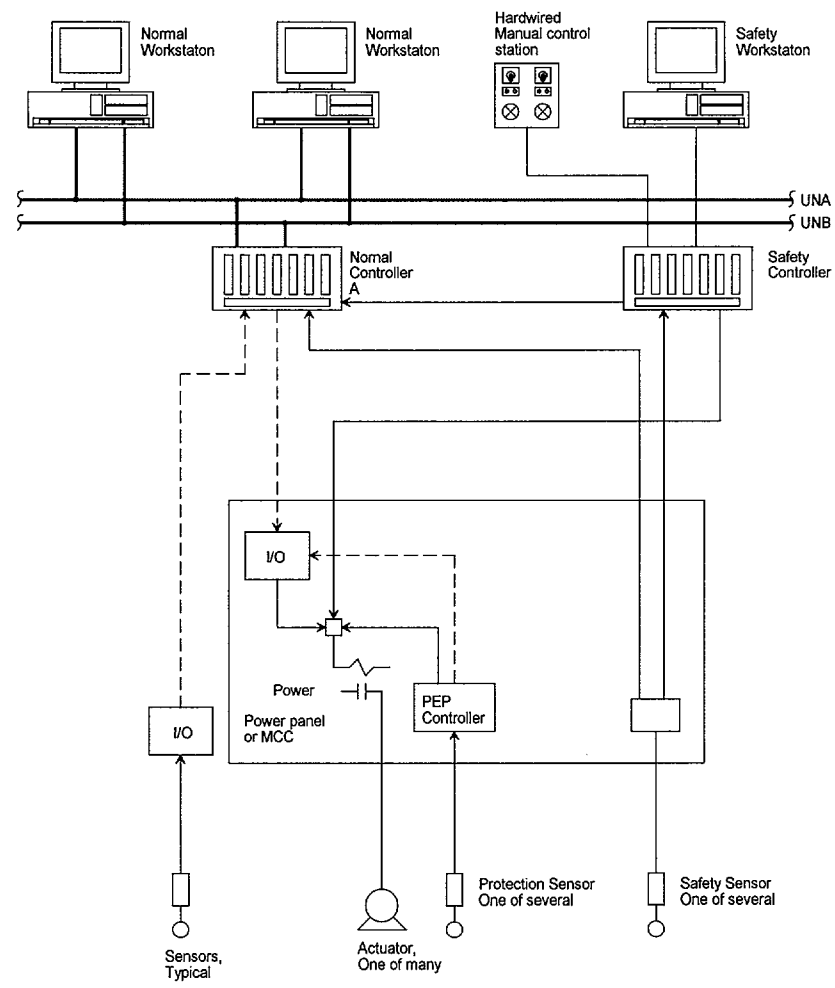 Normal
Workstaton
Normal
Workstaton
Hardwired
Manual control
station
Safety
Workstaton
UNA
UNB
Nornal
Controller
A
Safety
Controller
I/O
Power
PEP
Controller
Power panel
or MCC
I/O
Protection Sensor
One of several
Safety Sensor
One of several
Sensors,
Typical
Actuator,
One of many